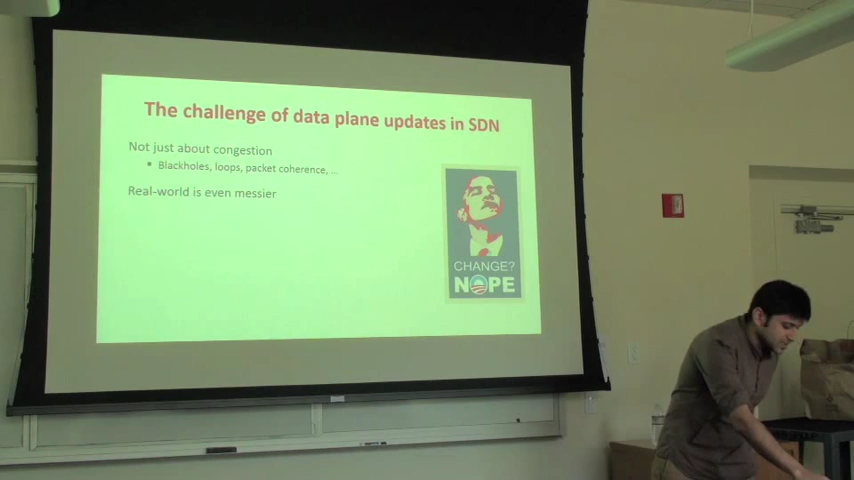 The challenge of data plane updates in SDN
Not just about congestion
• Blackholes, loops, packet coherence, ...
Real-world is even messier
CHANGE?
NOPE